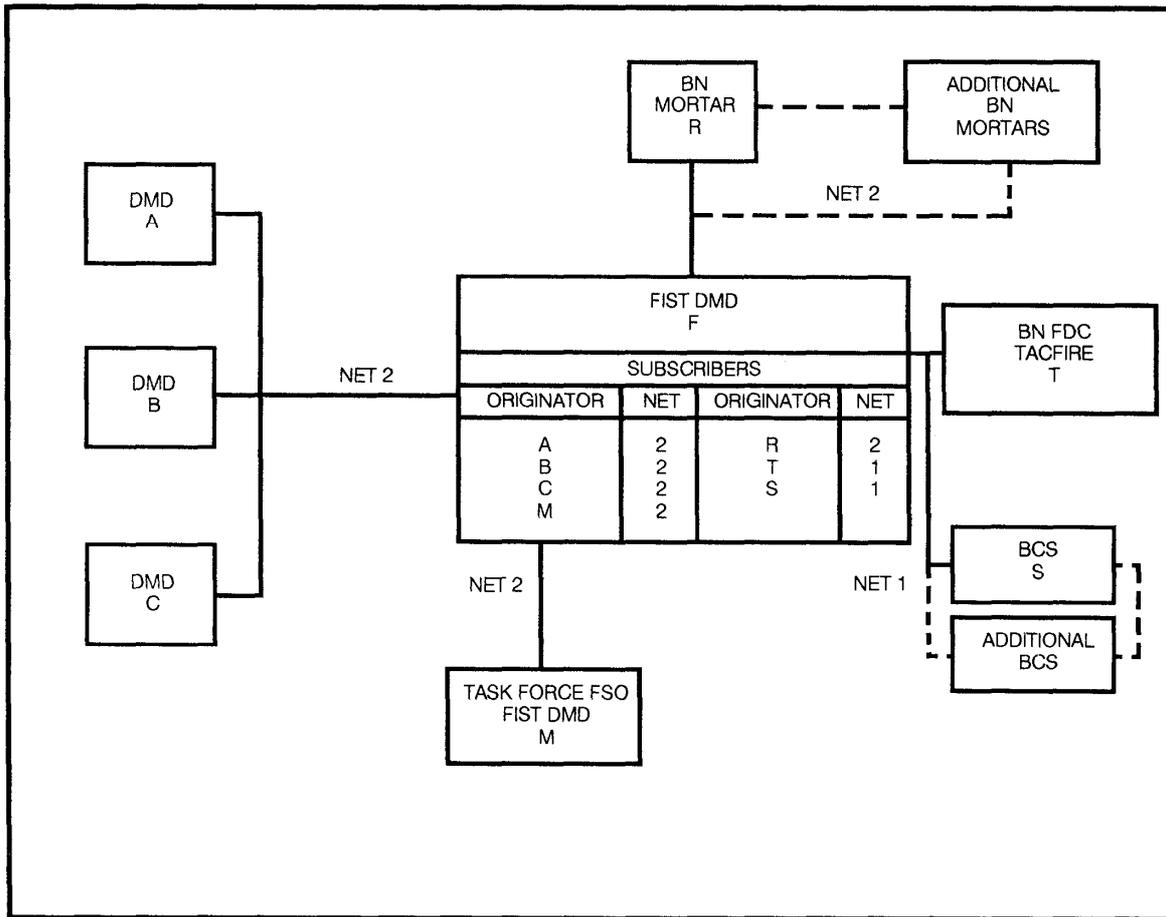 BN
MORTAR
R
ADDITIONAL
BN
MORTARS
NET 2
DMD
A
DMD
B
DMD
C
NET 2
FIST DMD
F
SUBSCRIBERS
ORIGINATOR NET ORIGINATOR NET
A 2 R 2
B 2 T 1
C 2 S 1
M 2
BN FDC
TACFIRE
T
NET 2
NET 1
BCS
S
ADDITIONAL
BCS
TASK FORCE FSO
FIST DMD
M